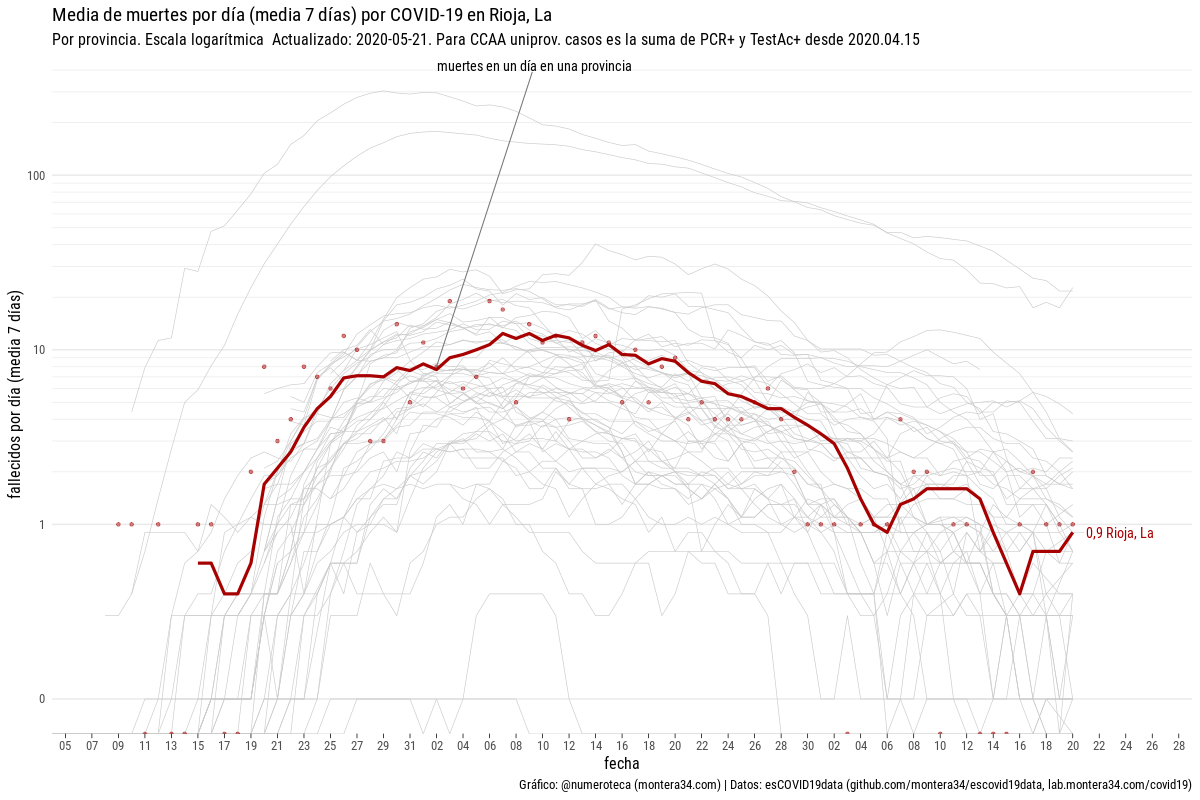 Media de muertes por día (media 7 días) por COVID-19 en Rioja, La
Por provincia. Escala logarítmica  Actualizado: 2020-05-21. Para CCAA uniprov. casos es la suma de PCR+ y TestAc+ desde 2020.04.15
muertes en un día en una provincia
fallecidos por día (media  7 días)
100
10
1
0
0,9 Rioja, La
05 07 09 11 13 15 17 19 21 23 25 27 29 31 02 04 06 08 10 12 14 16 18 20 22 24 26 28 30 02 04 06 08 10 12 14 16 18 20 22 24 26 28
fecha
Gráfico: @numeroteca (montera34.com) | Datos: esCOVID19data (github.com/montera34/escovid19data, lab.montera34.com/covid19)